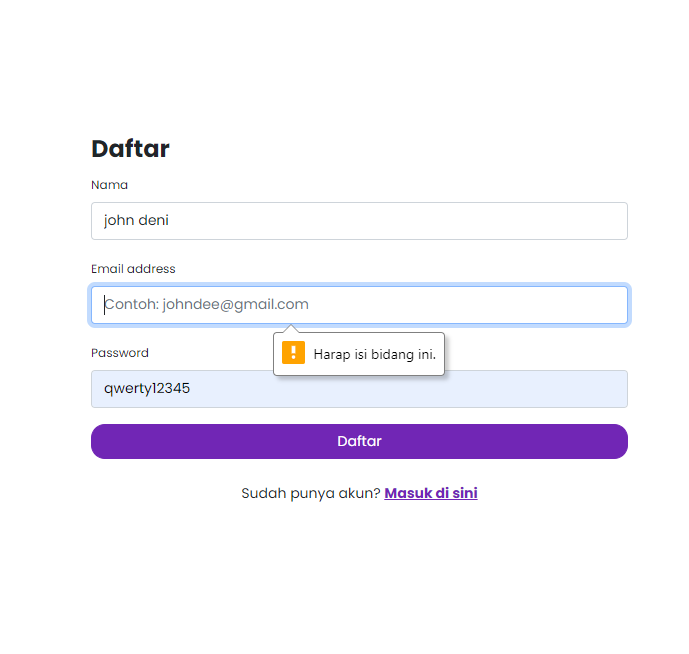 Daftar
Nama
john deni
Email address
Contoh: johndee@gmail.com
Harap isi bidang ini.
Password
qwerty12345
Daftar
Sudah punya akun? Masuk di sini